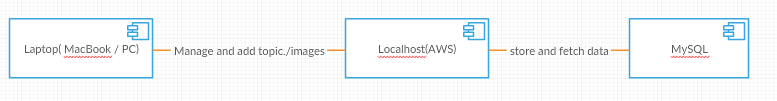 Laptop( MacBook / PC)
Manage and add topic./images
Localhost(AWS)
store and fetch data
MySQL